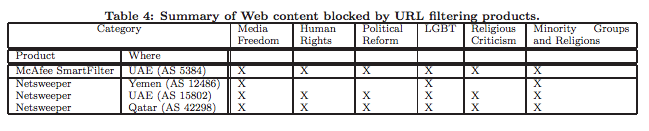 Table 4: Summary of Web content blocked by URL filtering products.
Category Media Human Political LGBT Religious Minority Groups
Freedom Rights Reform Criticism and Religions
Product Where
McAfee SmartFilter UAE (AS 5384) X X X X X X
Netsweeper Yemen (AS 12486) X X X
Netsweeper UAE (AS 15802) X X X X X X
Netsweeper Qatar (AS 42298) X X X X X X